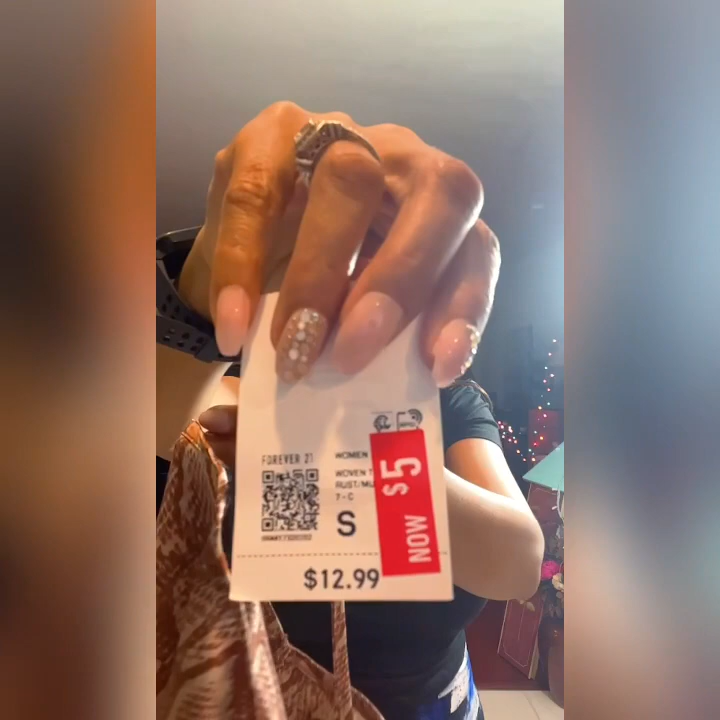 FOREVER 21
WOMEN
WOVEN T
RUST/MU
7-C
S
$12.99
NOW $5